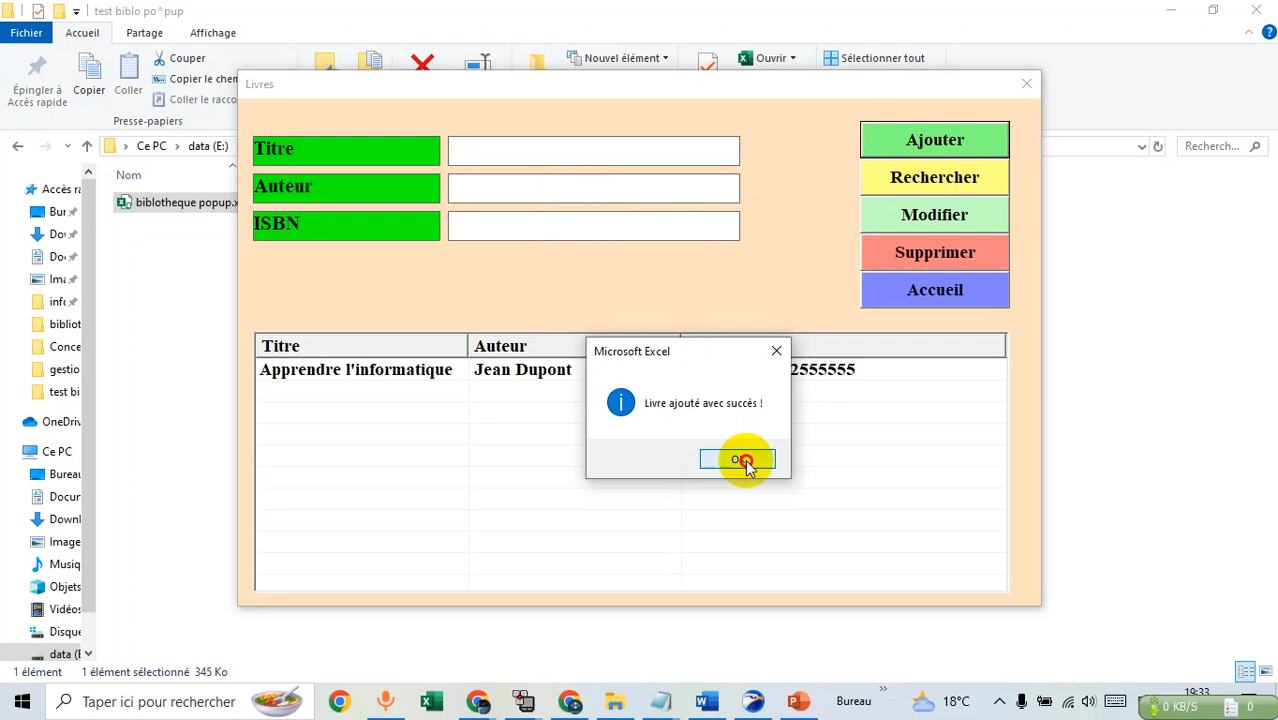 test biblo po^pup
Fichier
Accueil
Partage
Affichage
Épingler à
Accès rapide
Copier
Coller
Couper
Copier le chem
Coller le racco
Presse-papiers
Nouvel élément
Ouvrir
Sélectionner tout
Ce PC
data (E:)
Recherch...
Nom
bibliotheque popup.x
Accès ra
Bur
Do
Do
Ima
info
bibliot
Conce
gestio
test bi
OneDriv
Ce PC
Bureau
Docum
Downl
Image
Musiqu
Objets
Vidéos
Disque
data (E
1 élément
1 élément sélectionné 345 Ko
Livres
Titre
Auteur
ISBN
Ajouter
Rechercher
Modifier
Supprimer
Accueil
Titre
Auteur
Apprendre l'informatique
Jean Dupont
2555555
Microsoft Excel
Livre ajouté avec succès !
Taper ici pour rechercher
Bureau
18°C
19:33
0 KB/S
0